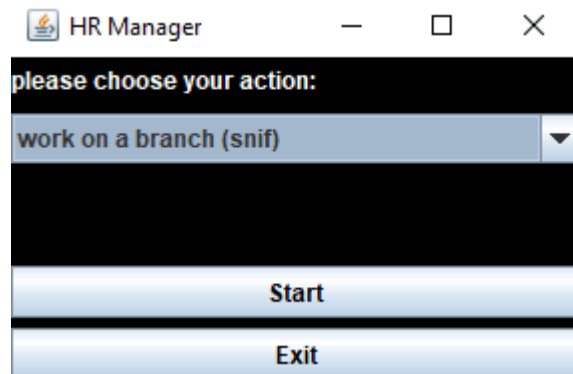 HR Manager
please choose your action:
work on a branch (snif)
Start
Exit